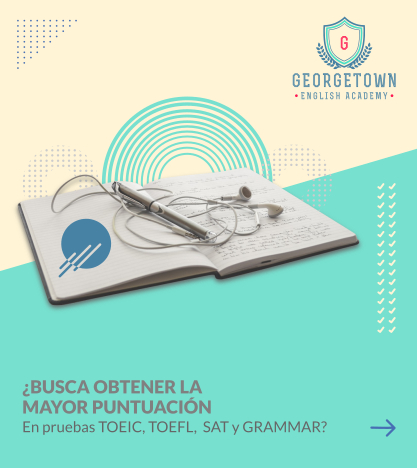 G
GEORGETOWN
• ENGLISH ACADEMY •
¿BUSCA OBTENER LA
MAYOR PUNTUACIÓN
En pruebas TOEIC, TOEFL, SAT y GRAMMAR?